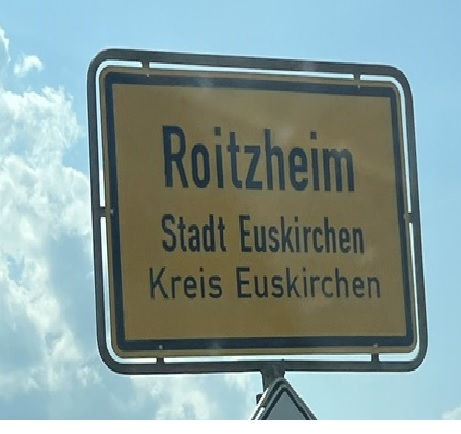 Roitzheim
Stadt Euskirchen
Kreis Euskirchen